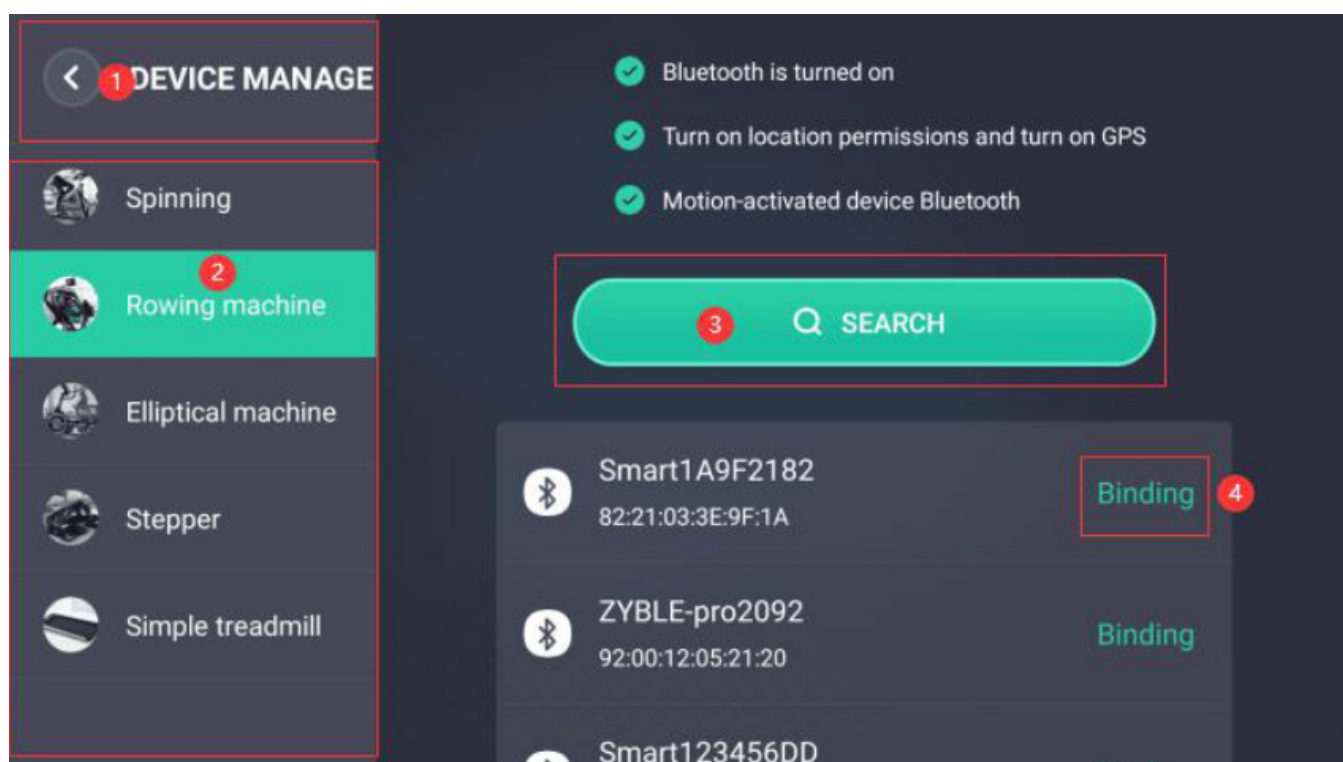 1 DEVICE MANAGE
Spinning
2
Rowing machine
Elliptical machine
Stepper
Simple treadmill
Bluetooth is turned on
Turn on location permissions and turn on GPS
Motion-activated device Bluetooth
3 SEARCH
Smart1A9F2182
82:21:03:3E:9F:1A
Binding 4
ZYBLE-pro2092
92:00:12:05:21:20
Binding
Smart123456DD